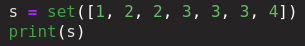 s = set([1, 2, 2, 3, 3, 3, 4])
print(s)